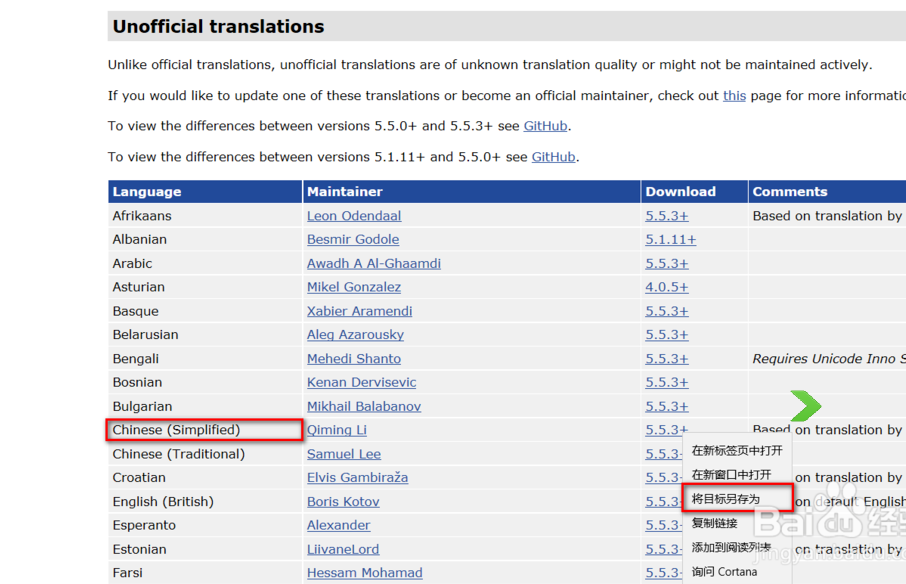 Unofficial translations
Unlike official translations, unofficial translations are of unknown translation quality or might not be maintained actively.
If you would like to update one of these translations or become an official maintainer, check out this page for more informatio
To view the differences between versions 5.5.0+ and 5.5.3+ see GitHub.
To view the differences between versions 5.1.11+ and 5.5.0+ see GitHub.
Language Maintainer Download Comments
Afrikaans Leon Odendaal 5.5.3+ Based on translation by
Albanian Besmir Godole 5.1.11+
Arabic Awadh A Al-Ghaamdi 5.5.3+
Asturian Mikel Gonzalez 4.0.5+
Basque Xabier Aramendi 5.5.3+
Belarusian Aleg Azarousky 5.5.3+
Bengali Mehedi Shanto 5.5.3+ Requires Unicode Inno S
Bosnian Kenan Dervisevic 5.5.3+
Bulgarian Mikhail Balabanov 5.5.3+
Chinese (Simplified) Qiming Li 5.5.3+ Based on translation by
Chinese (Traditional) Samuel Lee 5.5.3+
Croatian Elvis Gambiraža 5.5.3 on translation by
English (British) Boris Kotov 5.5.3 on default English
Esperanto Alexander 5.5.3
Estonian LiivaneLord 5.5.3 on translation by
Farsi Hessam Mohamad 5.5.3
在新标签页中打开
在新窗口中打开
将目标另存为
复制链接
添加到阅读列表
询问 Cortana
Baidu 经验
jingyan.baidu.co